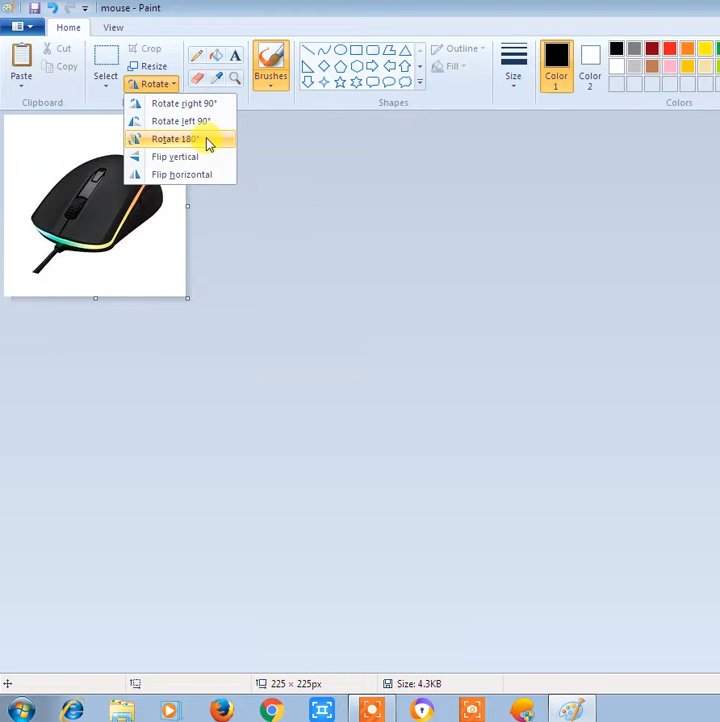 mouse - Paint
Home
View
Paste
Cut
Copy
Clipboard
Select
Crop
Resize
Rotate
Rotate right 90°
Rotate left 90°
Rotate 180°
Flip vertical
Flip horizontal
A
Brushes
Outline
Fill
Shapes
Size
Color
1
Color
2
Colors
225 × 225px
Size: 4.3KB